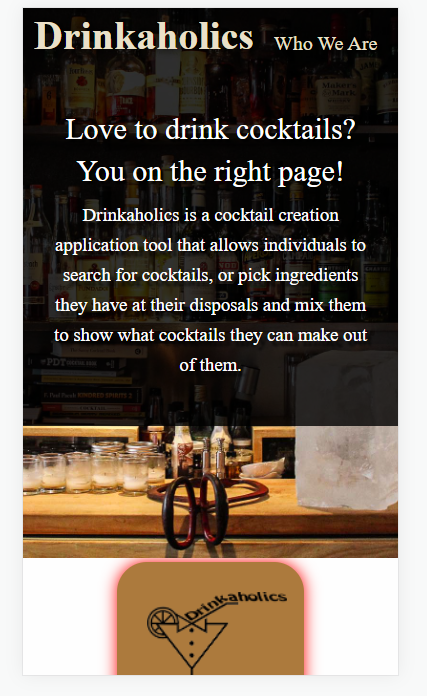 Drinkaholics Who We Are
Maker's Mark
Love to drink cocktails?
You on the right page!
Drinkaholics is a cocktail creation
application tool that allows individuals to
search for cocktails, or pick ingredients
they have at their disposals and mix them
to show what cocktails they can make out
of them.
Drinkaholics